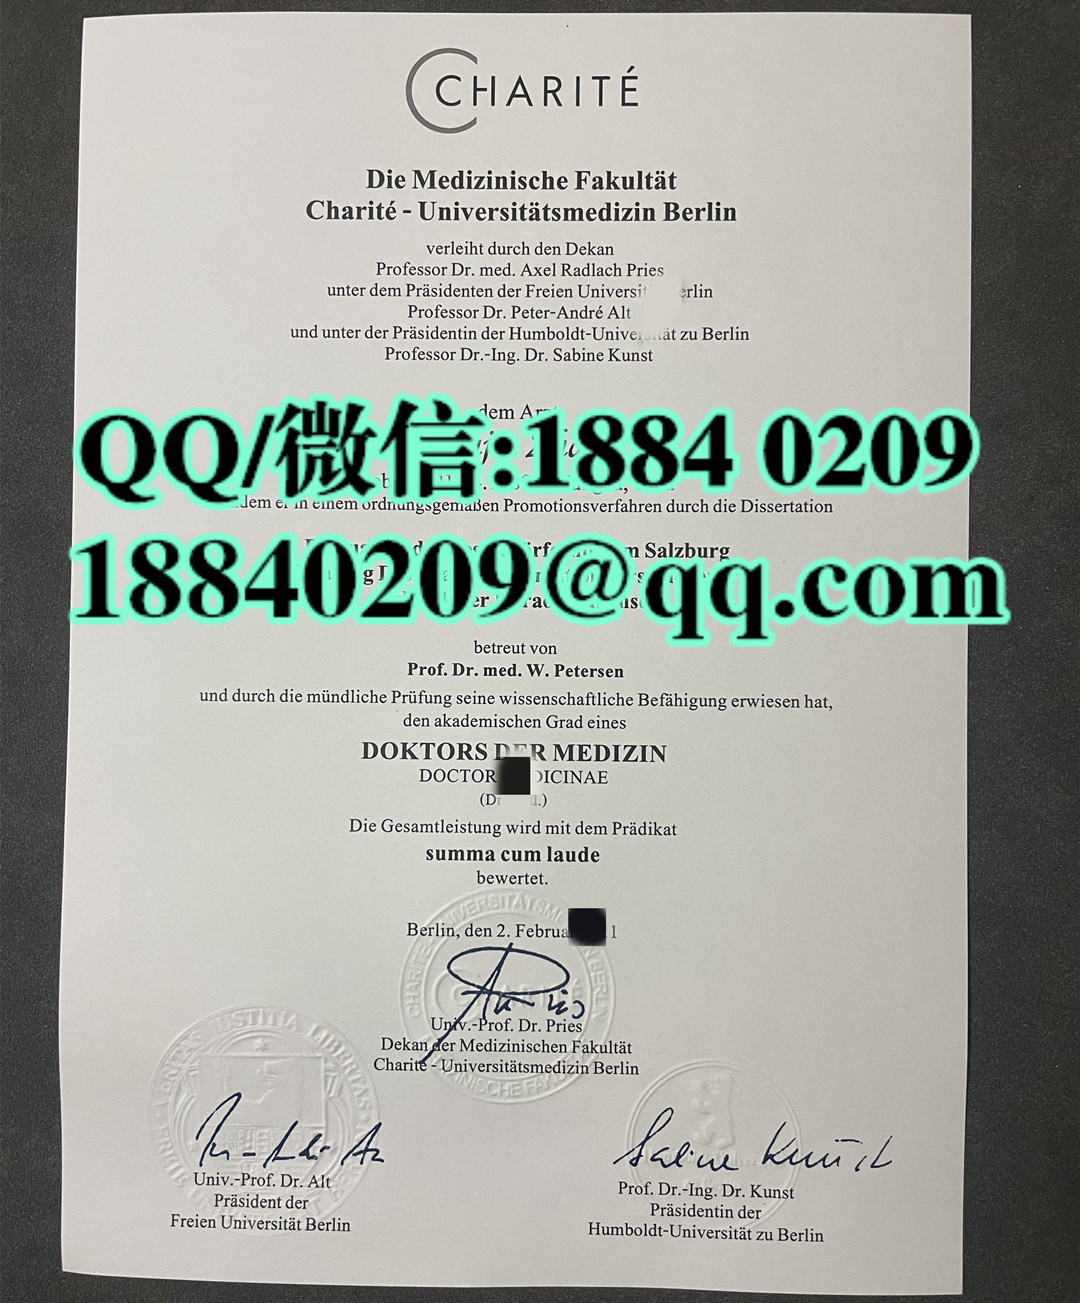 CHARITÉ
Die Medizinische Fakultät
Charité - Universitätsmedizin Berlin
verleiht durch den Dekan
Professor Dr. med. Axel Radlach Pries
unter dem Präsidenten der Freien
Professor Dr. Peter-André Alt
und unter der Präsidentin der zu Berlin
Professor Dr.-Ing. Dr. Sabine Kunst
dem
QQ/微信:1884 0209
einem ordnungsgemäßen Promotionsverfahren durch die Dissertation
Salzburg
18840209@qq.com
betreut von
Prof. Dr. med. W. Petersen
und durch die mündliche Prüfung seine wissenschaftliche Befähigung erwiesen hat,
den akademischen Grad eines
DOKTORS DER MEDIZIN
DOCTOR
Die Gesamtleistung wird mit dem Prädikat
summa cum laude
bewertet.
Berlin, den 2.
Univ.-Prof. Dr. Pries
Dekan der Medizinischen Fakultät
Charité - Universitätsmedizin Berlin
Sabine Kunst
Univ.-Prof. Dr. Alt
Präsident der
Freien Universität Berlin
Prof. Dr.-Ing. Dr. Kunst
Präsidentin der
Humboldt-Universität zu Berlin